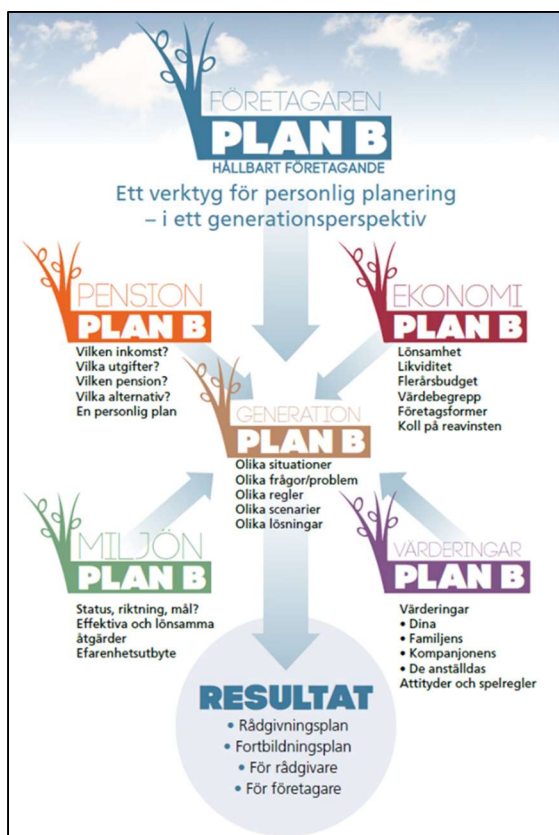 FÖRETAGAREN
PLAN B
HÅLLBART FÖRETAGANDE
Ett verktyg för personlig planering
– i ett generationsperspektiv
PENSION
PLAN B
Vilken inkomst?
Vilka utgifter?
Vilken pension?
Vilka alternativ?
En personlig plan
EKONOMI
PLAN B
Lönsamhet
Likviditet
Flerårsbudget
Värdebegrepp
Företagsformer
Koll på reavinsten
GENERATION
PLAN B
Olika situationer
Olika frågor/problem
Olika regler
Olika scenarier
Olika lösningar
MILJÖN
PLAN B
Status, riktning, mål?
Effektiva och lönsamma
åtgärder
Efarenhetsutbyte
VÄRDERINGAR
PLAN B
Värderingar
• Dina
• Familjens
• Kompanjonens
• De anställdas
Attityder och spelregler
RESULTAT
• Rådgivningsplan
• Fortbildningsplan
• För rådgivare
• För företagare